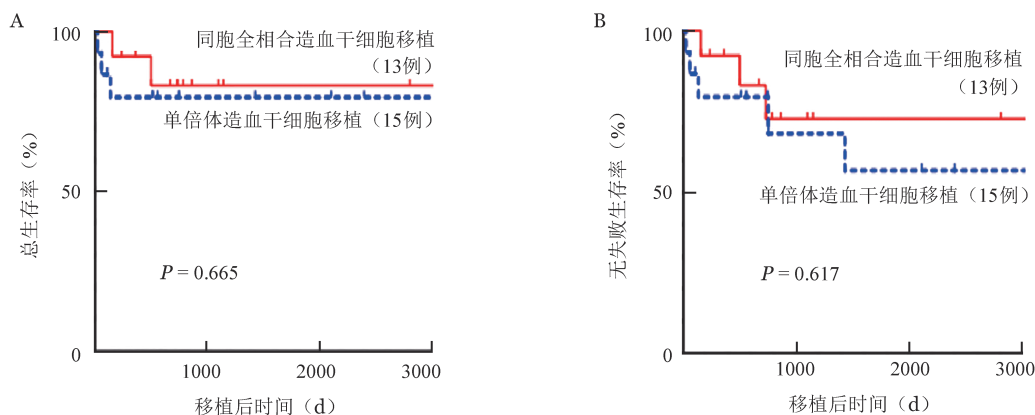 A
100
50
0
总生存率（%）
同胞全相合造血干细胞移植
（13例）
单倍体造血干细胞移植（15例）
P = 0.665
1000
2000
3000
移植后时间（d）
B
100
50
0
无失败生存率（%）
同胞全相合造血干细胞移植
（13例）
单倍体造血干细胞移植（15例）
P = 0.617
1000
2000
3000
移植后时间（d）